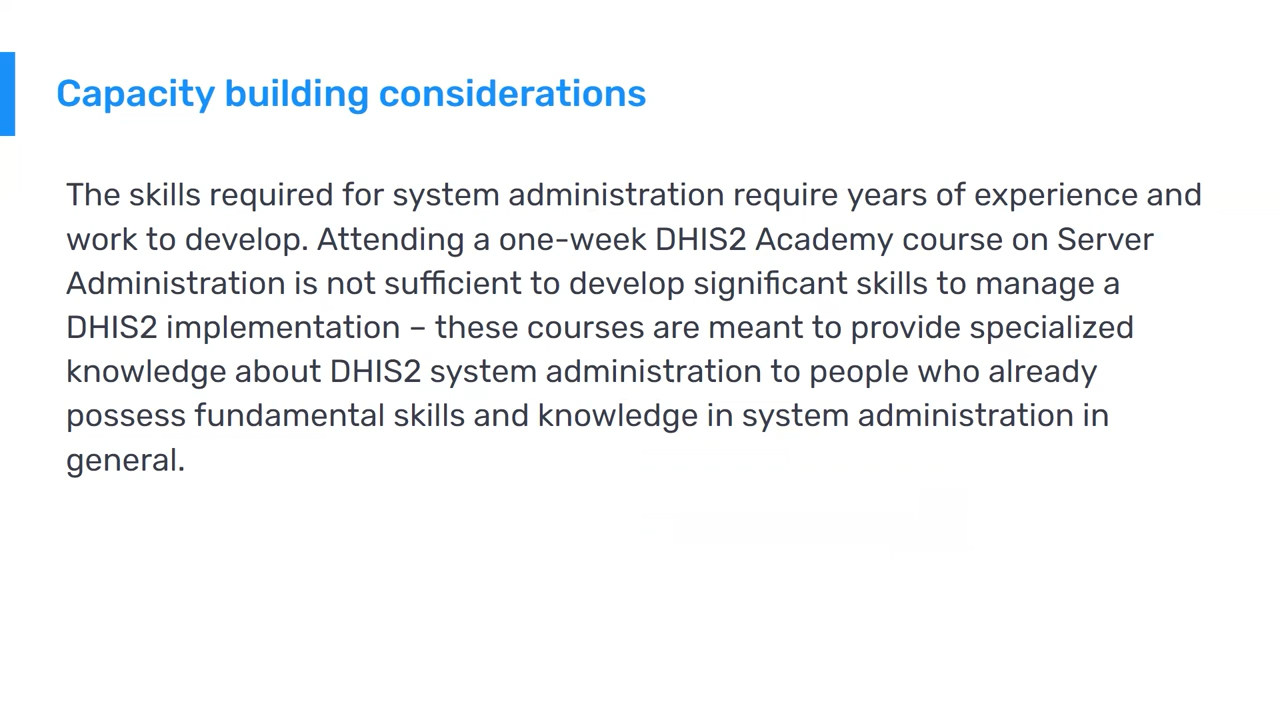 Capacity building considerations
The skills required for system administration require years of experience and
work to develop. Attending a one-week DHIS2 Academy course on Server
Administration is not sufficient to develop significant skills to manage a
DHIS2 implementation – these courses are meant to provide specialized
knowledge about DHIS2 system administration to people who already
possess fundamental skills and knowledge in system administration in
general.